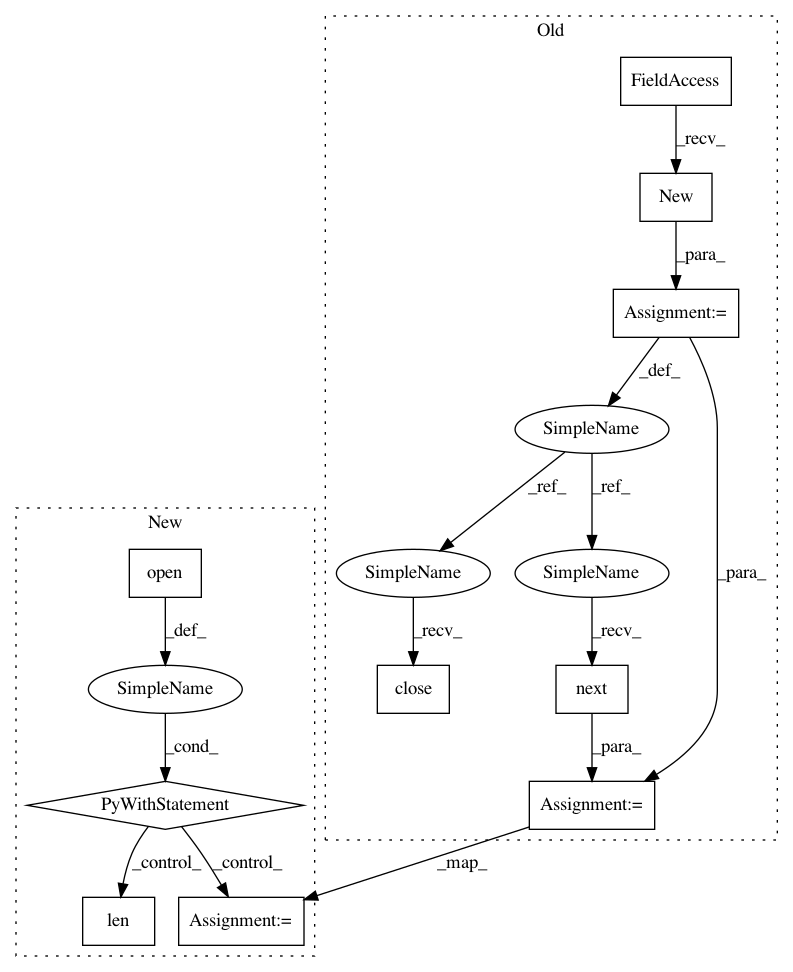 Old
FieldAccess
_recv_
New
_para_
Assignment:=
_def_
SimpleName
_ref_
_ref_
New
open
SimpleName
SimpleName
_para_
_def_
_recv_
_recv_
SimpleName
close
next
_cond_
_para_
PyWithStatement
Assignment:=
_control_
_control_
_map_
len
Assignment:=